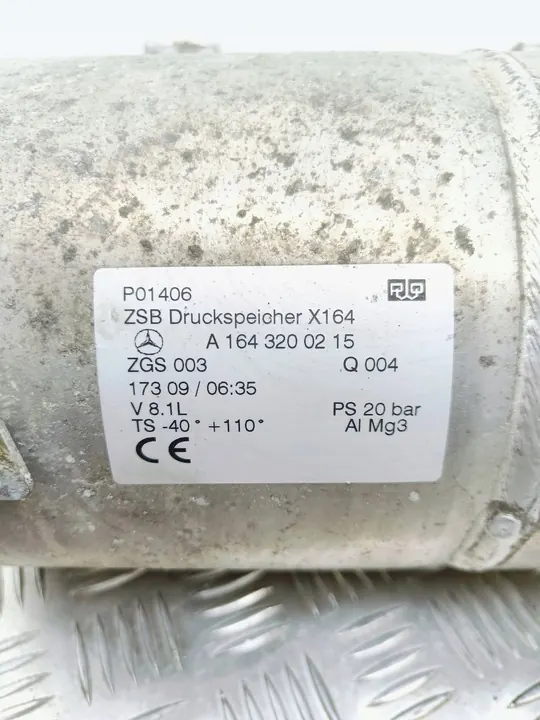 P01406
ZSB Druckspeicher X164
A 164 320 02 15
ZGS 003 Q 004
173 09 / 06:35
V 8.1L PS 20 bar
TS -40° +110° Al Mg3
CE